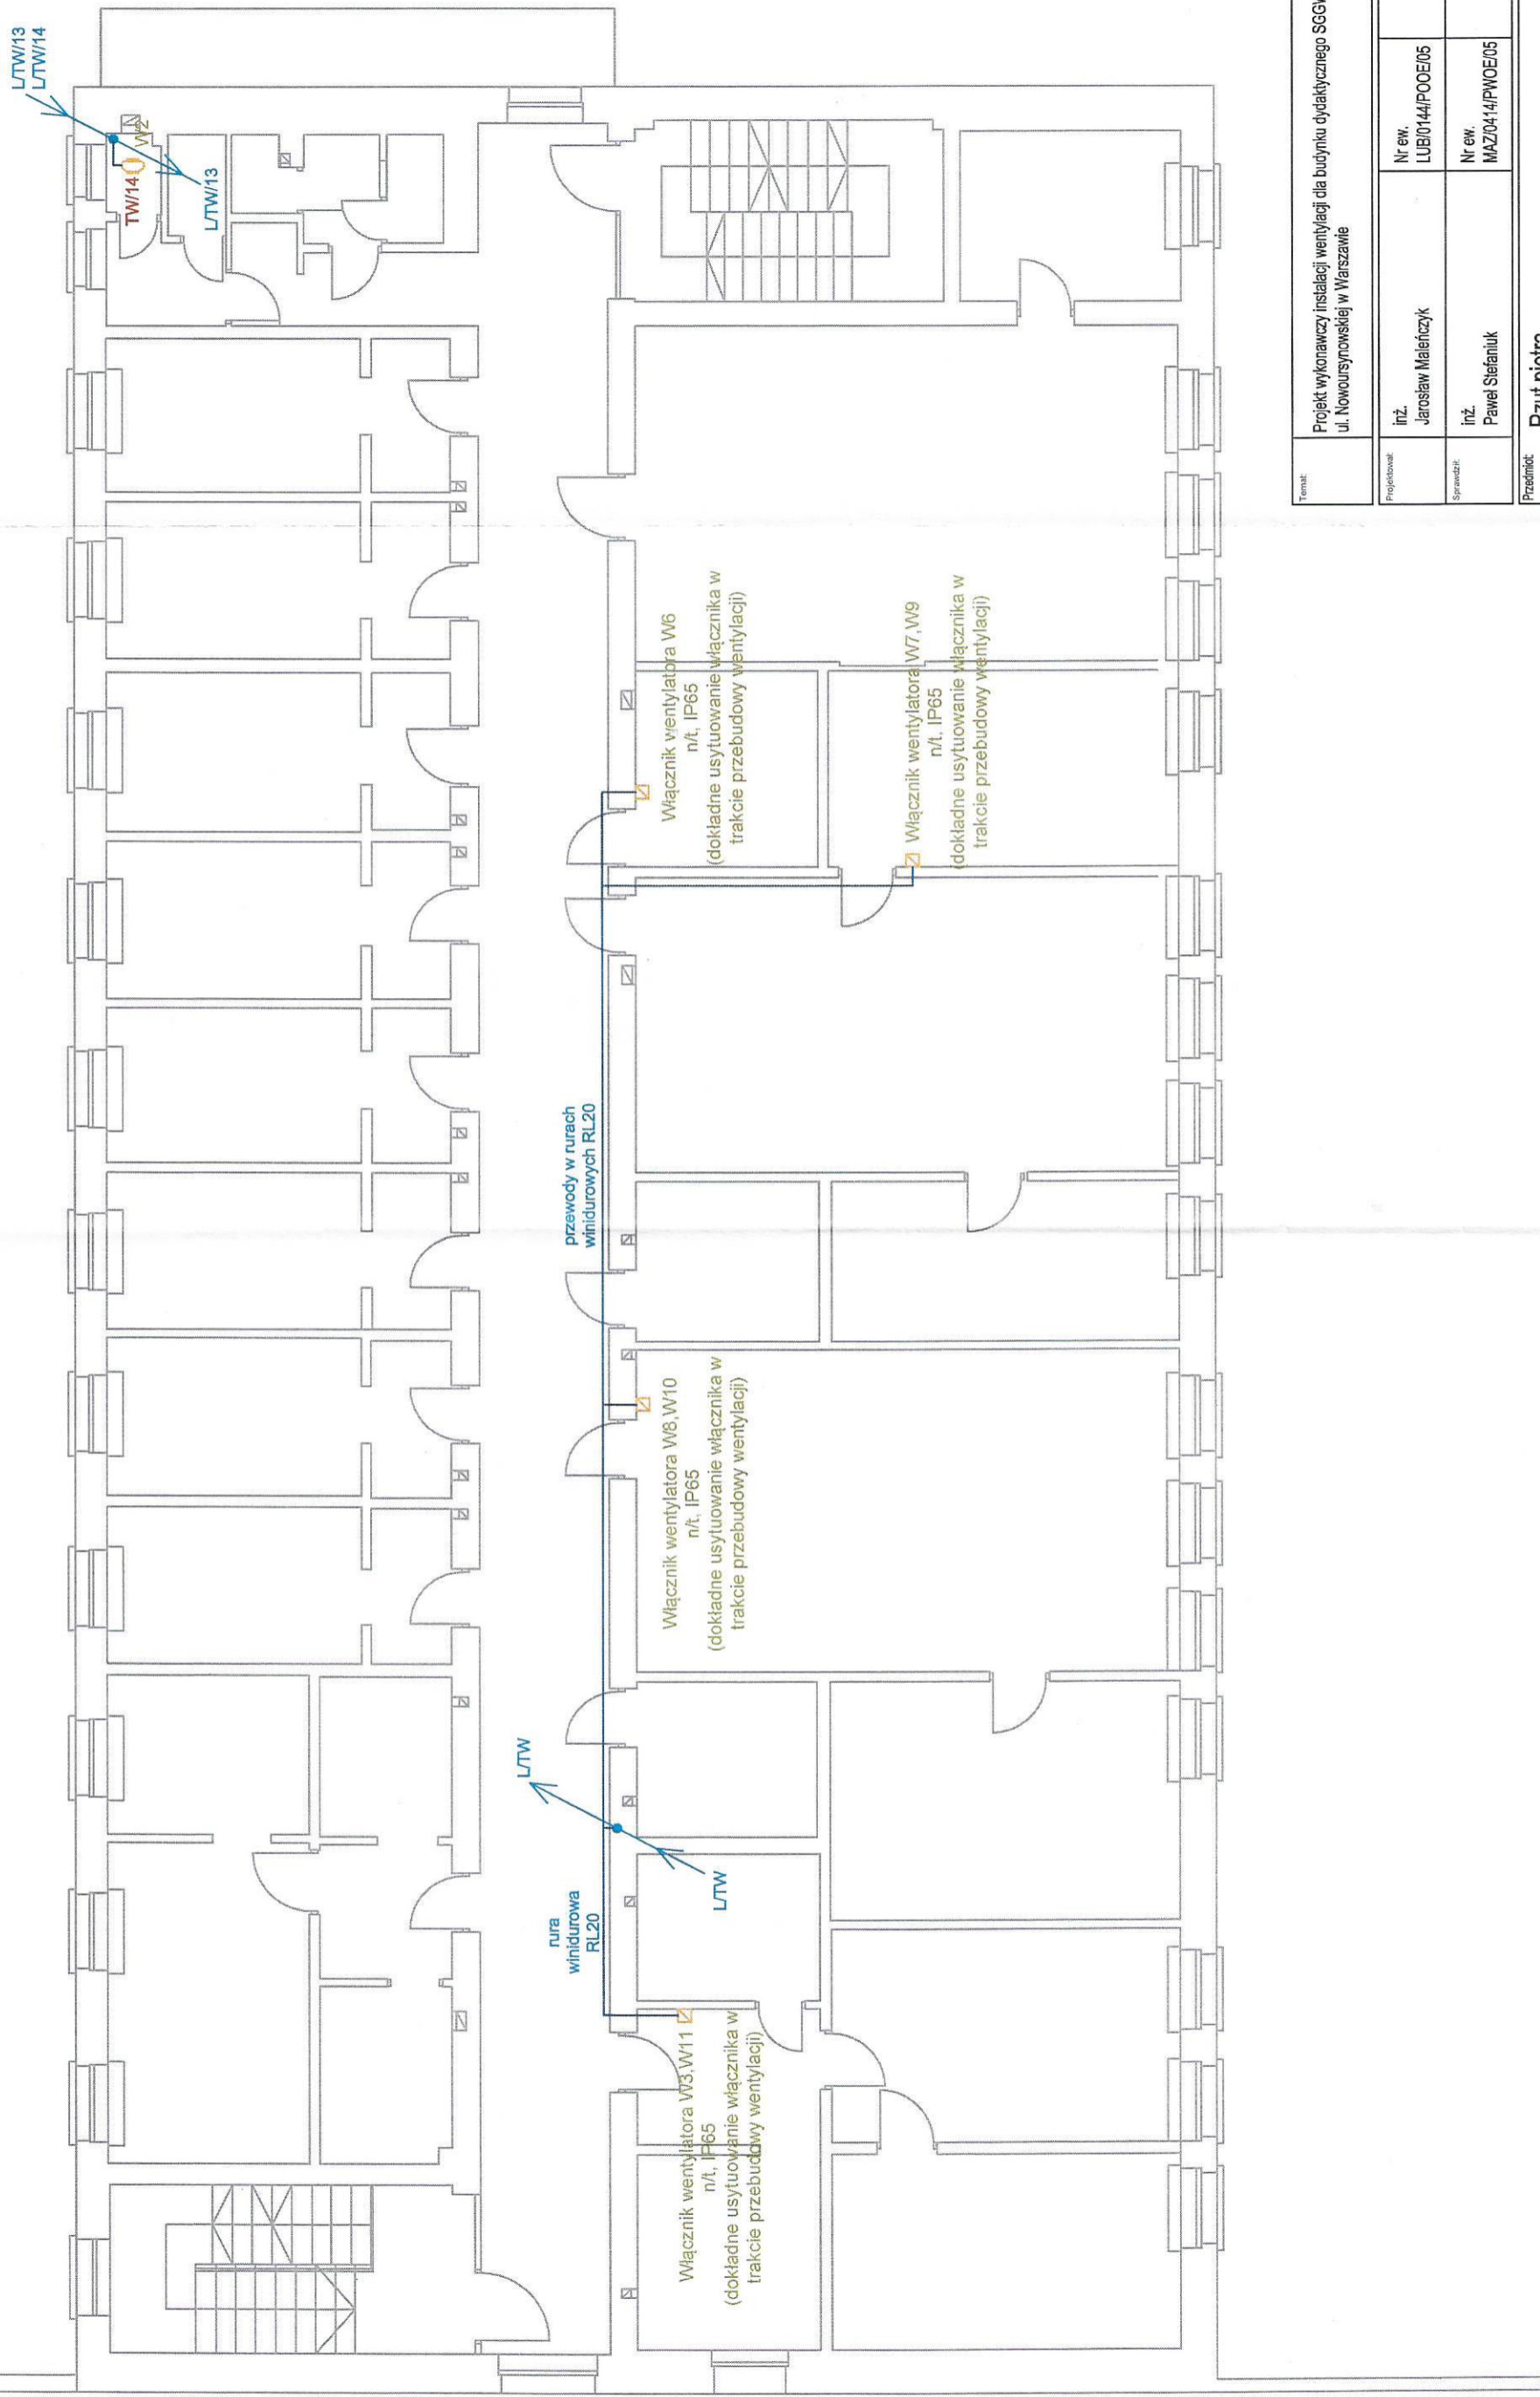 L/TW/13
L/TW/14
W2
TW/14
L/TW/13
Włącznik wentylatora W6
n/t, IP65
(dokładne usytuowanie włącznika w
trakcie przebudowy wentylacji)
Włącznik wentylatora W7,W9
n/t, IP65
(dokładne usytuowanie włącznika w
trakcie przebudowy wentylacji)
przewody w rurach
winidurowych RL20
Włącznik wentylatora W8,W10
n/t, IP65
(dokładne usytuowanie włącznika w
trakcie przebudowy wentylacji)
L/TW
L/TW
rura
winidurowa
RL20
Włącznik wentylatora W3,W11
n/t, IP65
(dokładne usytuowanie włącznika w
trakcie przebudowy wentylacji)
Temat:
Projekt wykonawczy instalacji wentylacji dla budynku dydaktycznego SGGW
ul. Nowoursynowskiej w Warszawie
Projektował:
inż.
Jarosław Maleńczyk
Nr ew.
LUB/0144/POOE/05
Sprawdził:
inż.
Paweł Stefaniuk
Nr ew.
MAZ/0414/PWOE/05
Przedmiot:
Rzut piętra